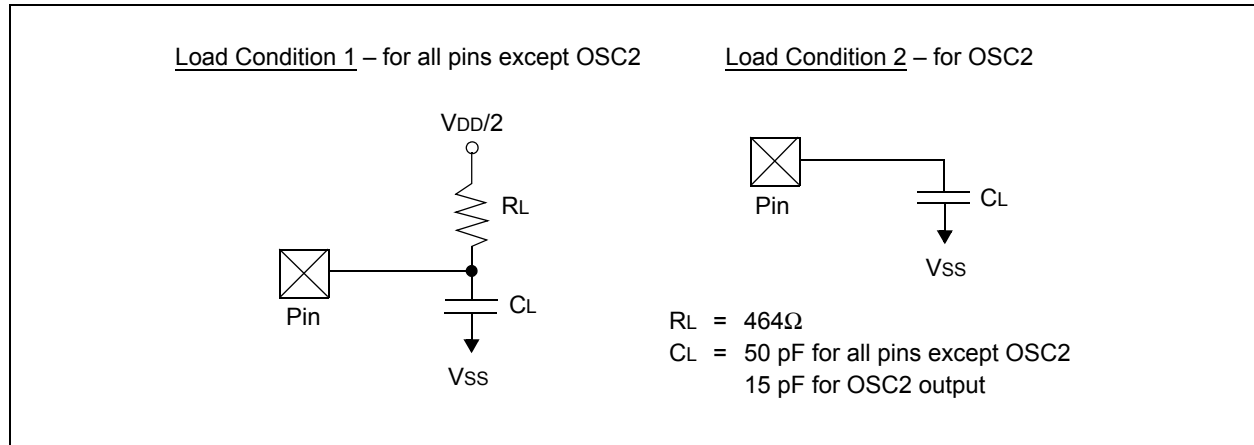 Load Condition 1 – for all pins except OSC2
VDD/2
RL
Pin
CL
VSS
Load Condition 2 – for OSC2
Pin
CL
VSS
RL = 464Ω
CL = 50 pF for all pins except OSC2
15 pF for OSC2 output